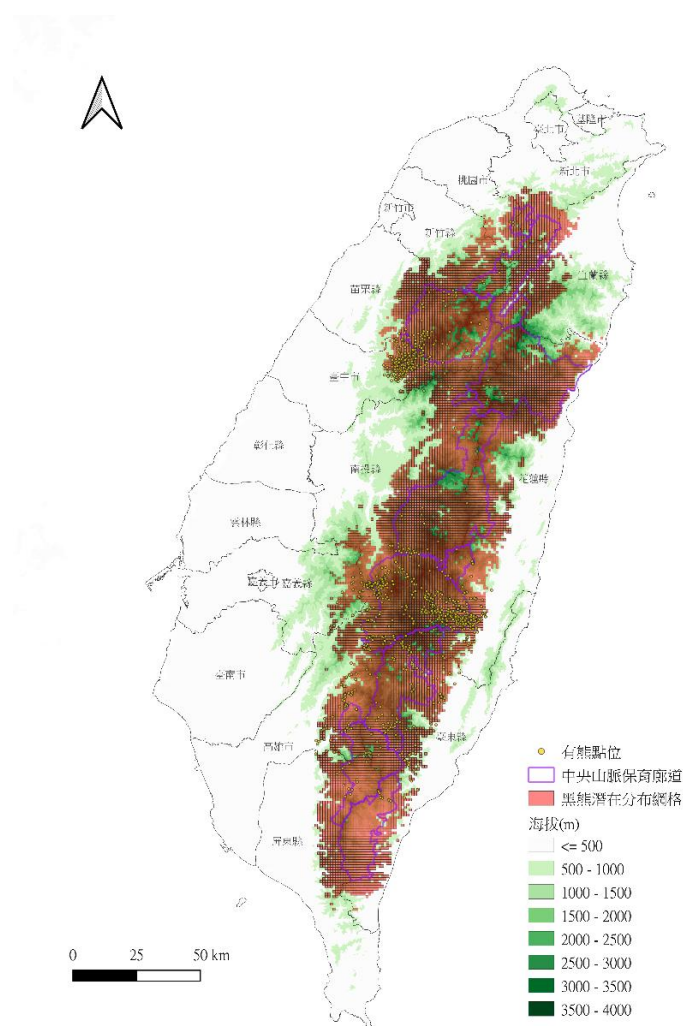 基隆市
臺北市
新北市
桃園市
新竹市
新竹縣
宜蘭縣
苗栗縣
臺中市
彰化縣
南投縣
花蓮縣
雲林縣
嘉義市 嘉義縣
臺南市
高雄市
臺東縣
屏東縣
有熊點位
中央山脈保育廊道
黑熊潛在分布網格
海拔(m)
<= 500
500 - 1000
1000 - 1500
1500 - 2000
2000 - 2500
2500 - 3000
3000 - 3500
3500 - 4000
0 25 50 km